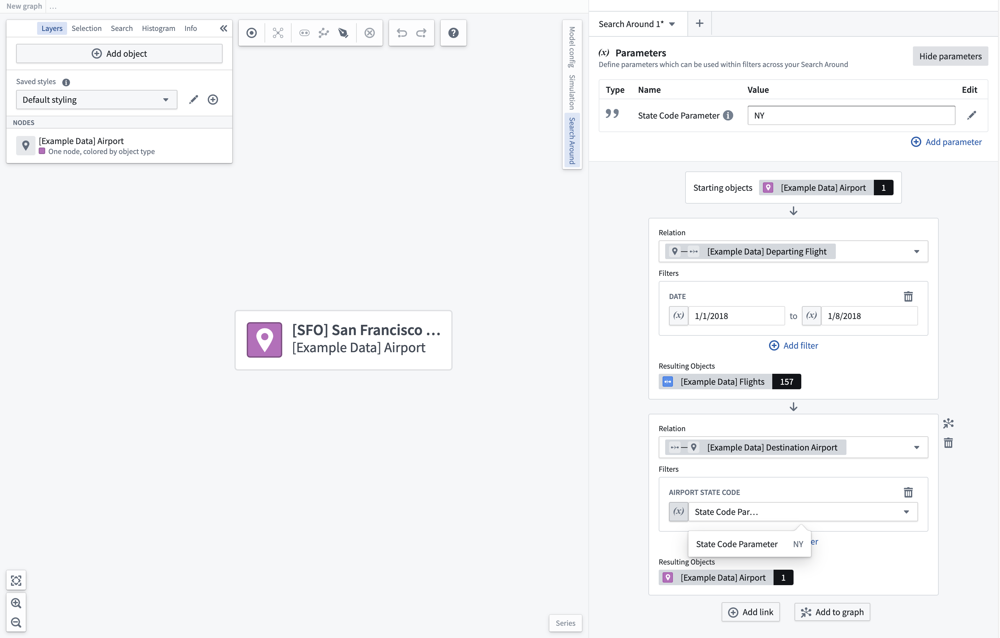 New graph
...
Layers
Selection
Search
Histogram
Info
Add object
Saved styles
Default styling
NODES
[Example Data] Airport
One node, colored by object type
Model config
Simulation
Search Around
[SFO] San Francisco ...
[Example Data] Airport
Series
Search Around 1*
(x) Parameters
Hide parameters
Define parameters which can be used within filters across your Search Around
Type Name Value Edit
State Code Parameter NY
Add parameter
Starting objects [Example Data] Airport 1
Relation
[Example Data] Departing Flight
Filters
DATE
(x) 1/1/2018 to (x) 1/8/2018
Add filter
Resulting Objects
[Example Data] Flights 157
Relation
[Example Data] Destination Airport
Filters
AIRPORT STATE CODE
(x) State Code Par...
State Code Parameter NY
er
Resulting Objects
[Example Data] Airport 1
Add link
Add to graph